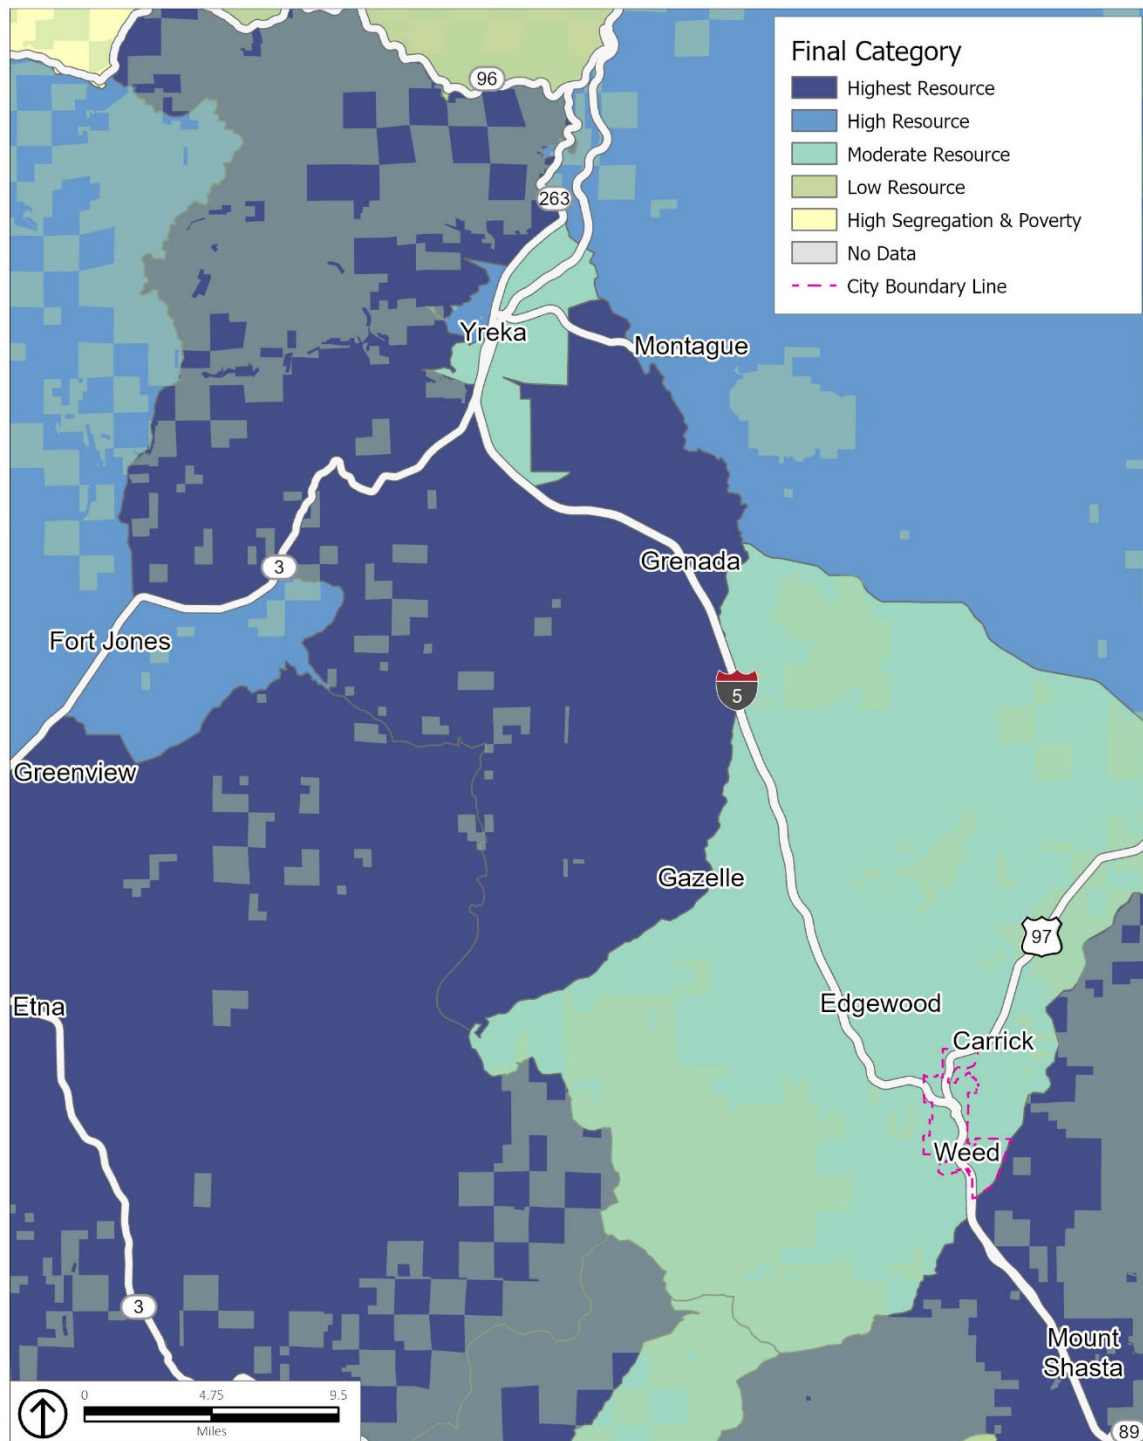 Final Category
Highest Resource
High Resource
Moderate Resource
Low Resource
High Segregation & Poverty
No Data
City Boundary Line
96
263
Yreka
Montague
Grenada
3
Fort Jones
5
Greenview
Gazelle
97
Etna
Edgewood
Carrick
Weed
3
Mount
Shasta
0 4.75 9.5
Miles
89